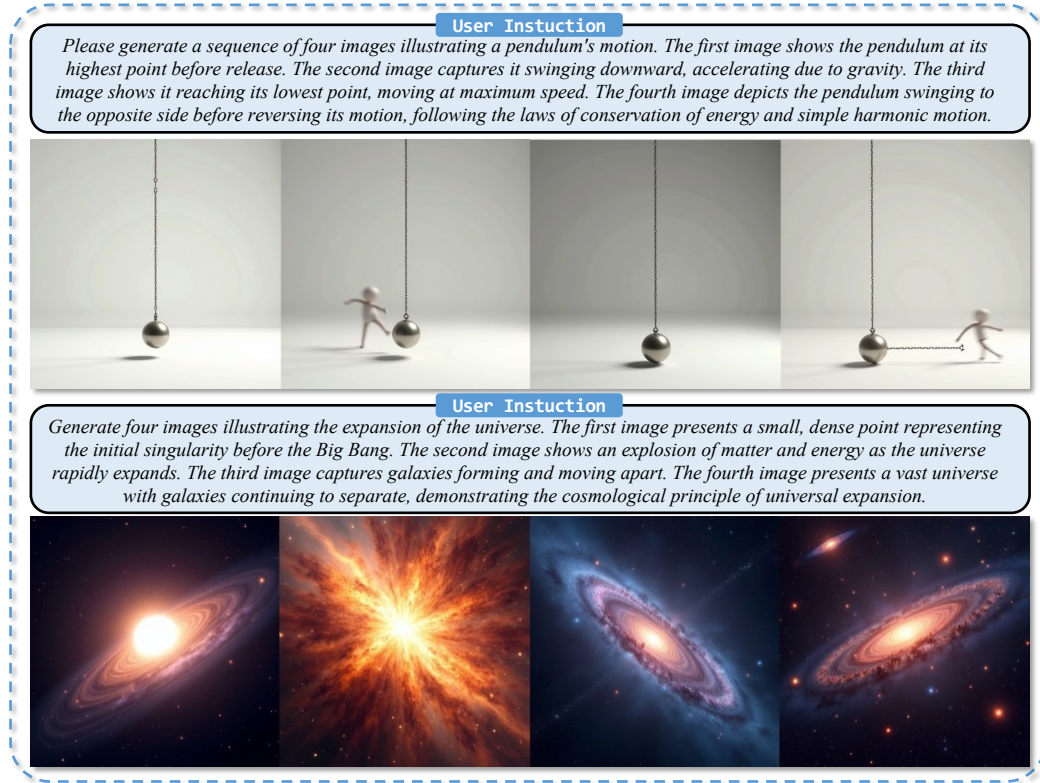 User Instuction
Please generate a sequence of four images illustrating a pendulum's motion. The first image shows the pendulum at its
highest point before release. The second image captures it swinging downward, accelerating due to gravity. The third
image shows it reaching its lowest point, moving at maximum speed. The fourth image depicts the pendulum swinging to
the opposite side before reversing its motion, following the laws of conservation of energy and simple harmonic motion.
User Instuction
Generate four images illustrating the expansion of the universe. The first image presents a small, dense point representing
the initial singularity before the Big Bang. The second image shows an explosion of matter and energy as the universe
rapidly expands. The third image captures galaxies forming and moving apart. The fourth image presents a vast universe
with galaxies continuing to separate, demonstrating the cosmological principle of universal expansion.